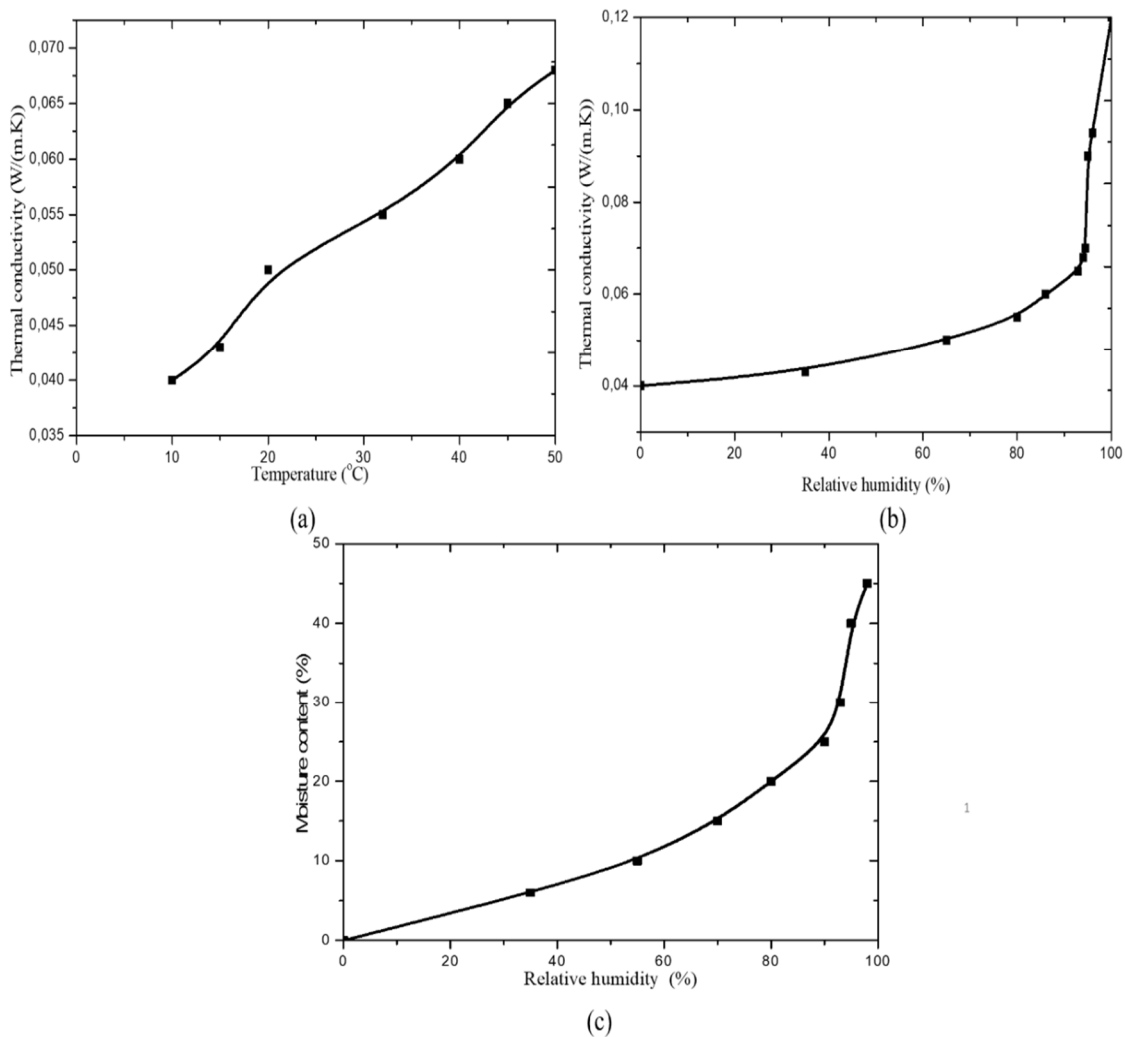 0,070
0,065
0,060
0,055
0,050
0,045
0,040
0,035
Thermal conductivity (W/(m.K))
0 10 20 30 40 50
Temperature (°C)
(a)
0,12
0,10
0,08
0,06
0,04
Thermal conductivity (W/(m.K))
0 20 40 60 80 100
Relative humidity (%)
(b)
50
40
30
20
10
0
Moisture content (%)
0 20 40 60 80 100
Relative humidity (%)
(c)
1